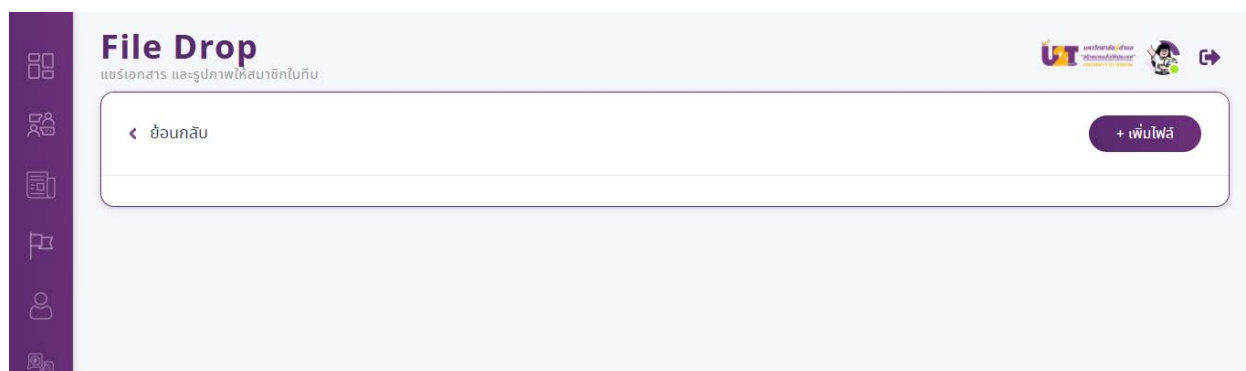 File Drop
แชร์เอกสาร และรูปภาพให้สมาชิกในทีม
U2T
ย้อนกลับ
+ เพิ่มไฟล์